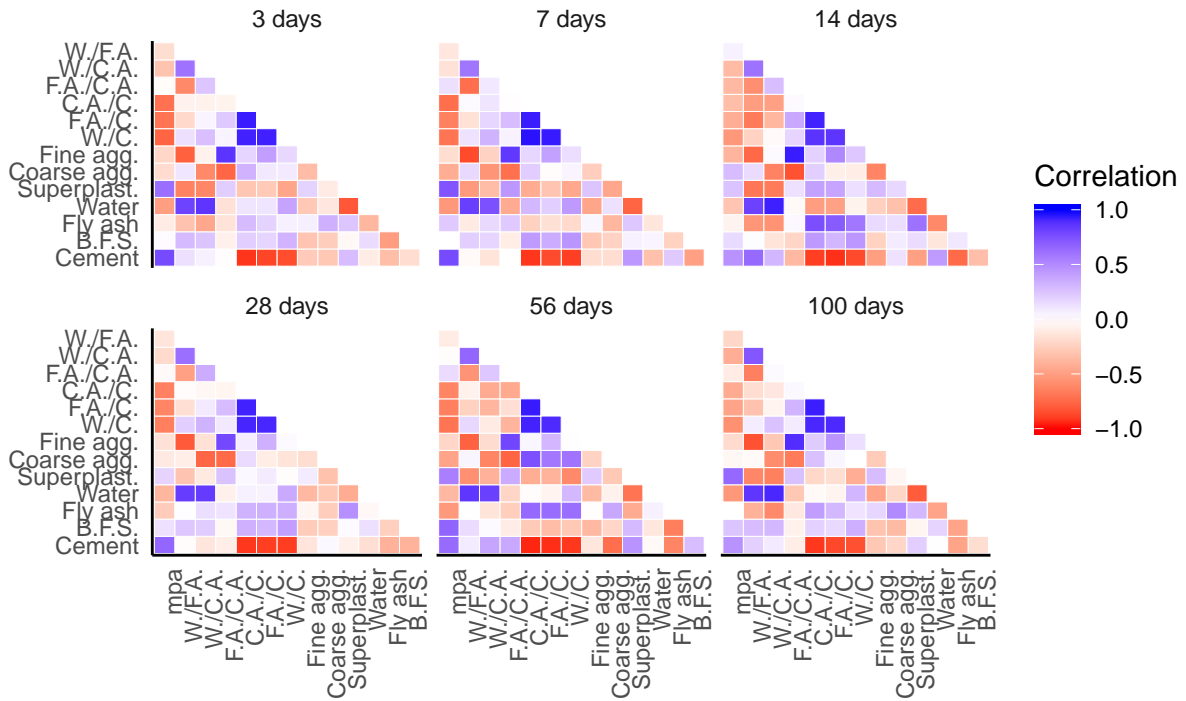 3 days
7 days
14 days
W./F.A.
W./C.A.
F.A./C.A.
C.A./C.
F.A./C.
W./C.
Fine agg.
Coarse agg.
Superplast.
Water
Fly ash
B.F.S.
Cement
28 days
56 days
100 days
W./F.A.
W./C.A.
F.A./C.A.
C.A./C.
F.A./C.
W./C.
Fine agg.
Coarse agg.
Superplast.
Water
Fly ash
B.F.S.
Cement
mpa
W./F.A.
W./C.A.
F.A./C.A.
C.A./C.
F.A./C.
W./C.
Fine agg.
Coarse agg.
Superplast.
Water
Fly ash
B.F.S.
mpa
W./F.A.
W./C.A.
F.A./C.A.
C.A./C.
F.A./C.
W./C.
Fine agg.
Coarse agg.
Superplast.
Water
Fly ash
B.F.S.
mpa
W./F.A.
W./C.A.
F.A./C.A.
C.A./C.
F.A./C.
W./C.
Fine agg.
Coarse agg.
Superplast.
Water
Fly ash
B.F.S.
Correlation
1.0
0.5
0.0
−0.5
−1.0